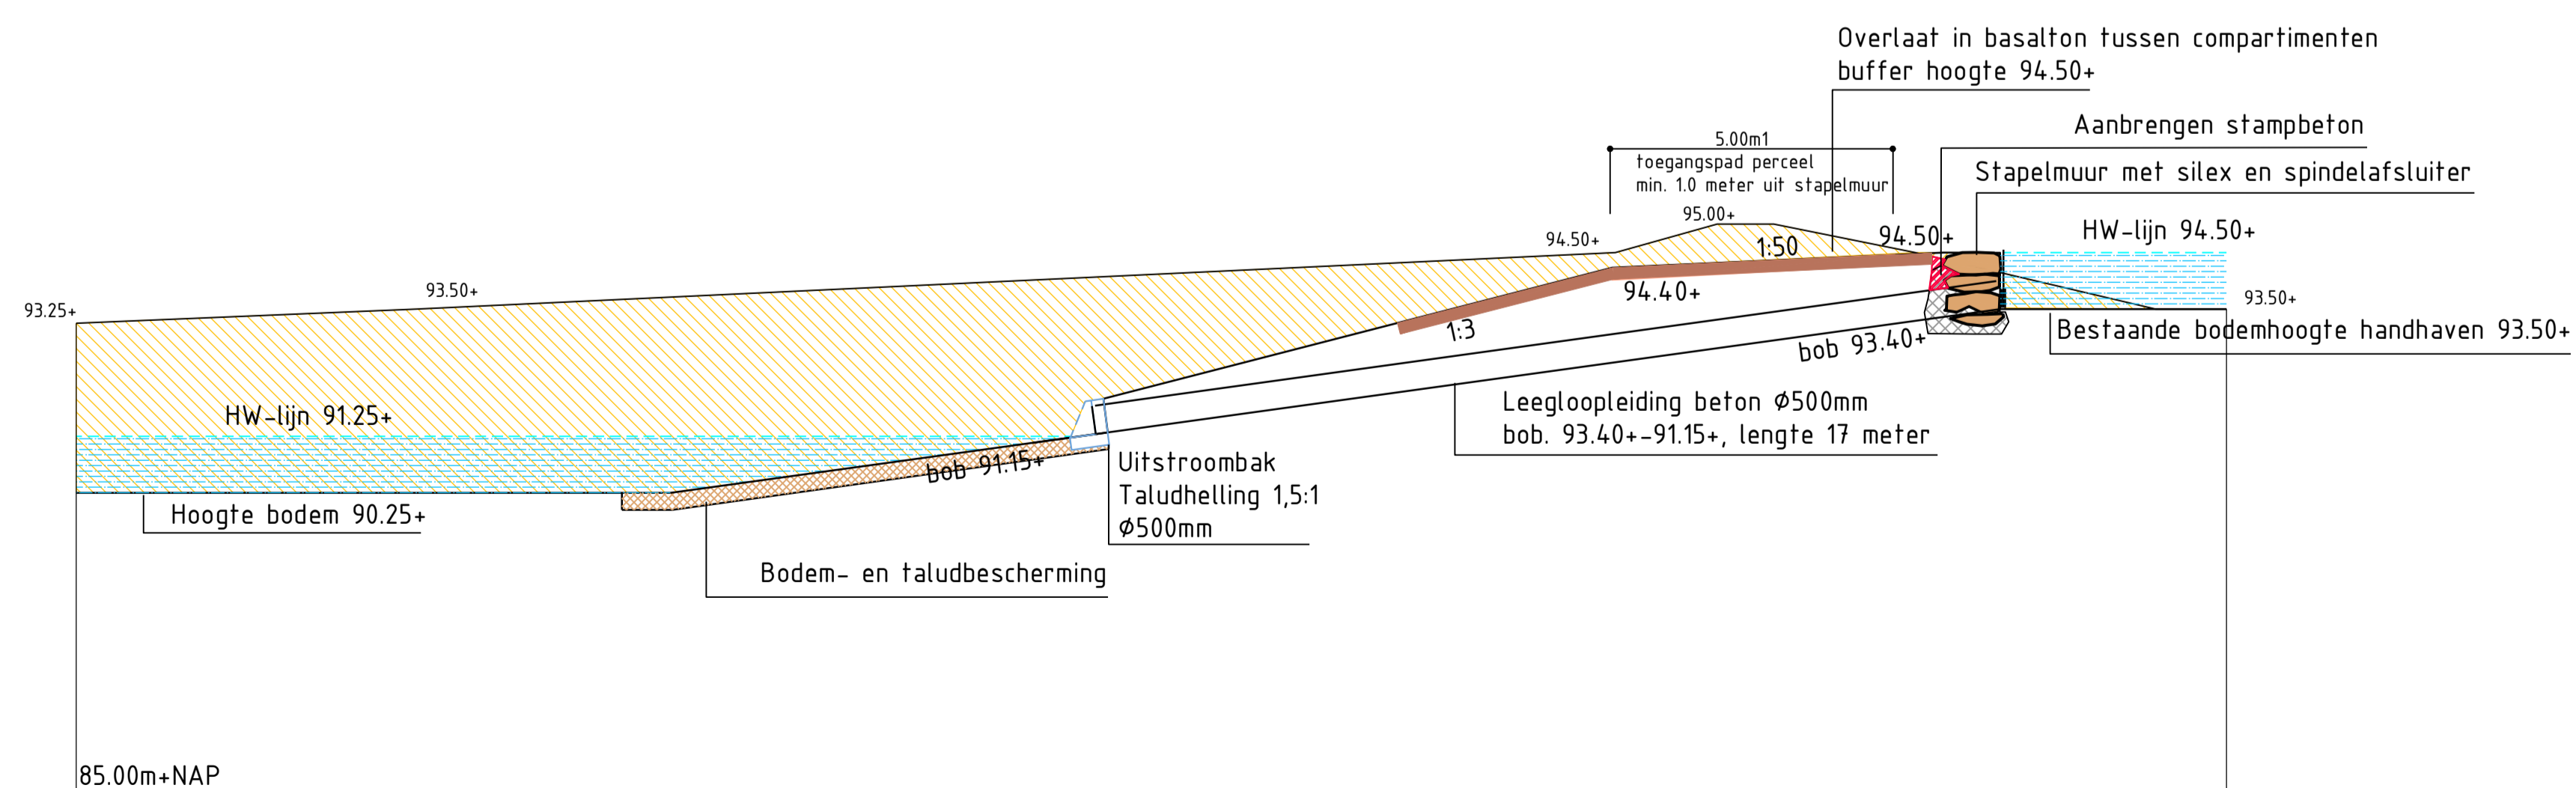 Overlaat in basalton tussen compartimenten
buffer hoogte 94.50+
Aanbrengen stampbeton
5.00m1
toegangspad perceel
min. 1.0 meter uit stapelmuur
Stapelmuur met silex en spindelafsluiter
95.00+
94.50+
1:50
94.50+
HW-lijn 94.50+
93.50+
93.25+
94.40+
93.50+
1:3
bob 93.40+
Bestaande bodemhoogte handhaven 93.50+
HW-lijn 91.25+
Leegloopleiding beton Ø500mm
bob. 93.40+-91.15+, lengte 17 meter
bob 91.15+
Uitstroombak
Taludhelling 1,5:1
Ø500mm
Hoogte bodem 90.25+
Bodem- en taludbescherming
85.00m+NAP